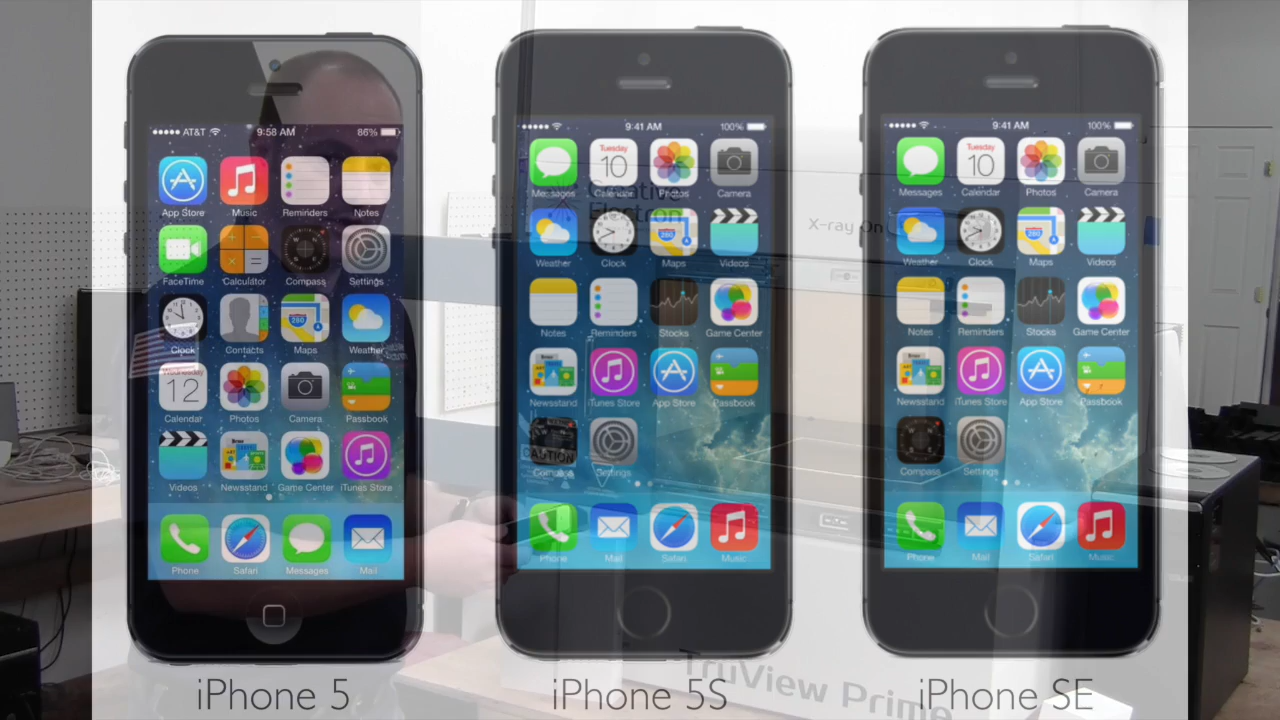 AT&T 9:58 AM 86%
App Store Music Reminders Notes
FaceTime Calculator Compass Settings
Clock Contacts Maps Weather
Wednesday
12
Calendar Photos Camera Passbook
Videos Newsstand Game Center iTunes Store
Phone Safari Messages Mail
iPhone 5
9:41 AM 100%
Tuesday
10
Messages Calendar Photos Camera
Weather Clock Maps Videos
Notes Reminders Stocks Game Center
Newsstand iTunes Store App Store Passbook
Compass Settings
Phone Mail Safari Music
iPhone 5S
9:41 AM 100%
Tuesday
10
Messages Calendar Photos Camera
Weather Clock Maps Videos
Notes Reminders Stocks Game Center
Newsstand iTunes Store App Store Passbook
Compass Settings
Phone Mail Safari Music
iPhone SE
Creative
Electron
X-ray On
CAUTION
TruView Prime